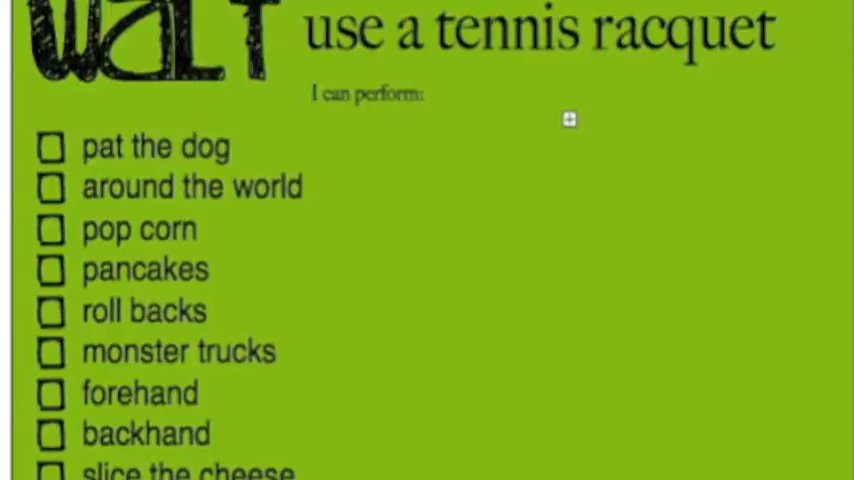 WALT use a tennis racquet
I can perform:
pat the dog
around the world
pop corn
pancakes
roll backs
monster trucks
forehand
backhand
slice the cheese